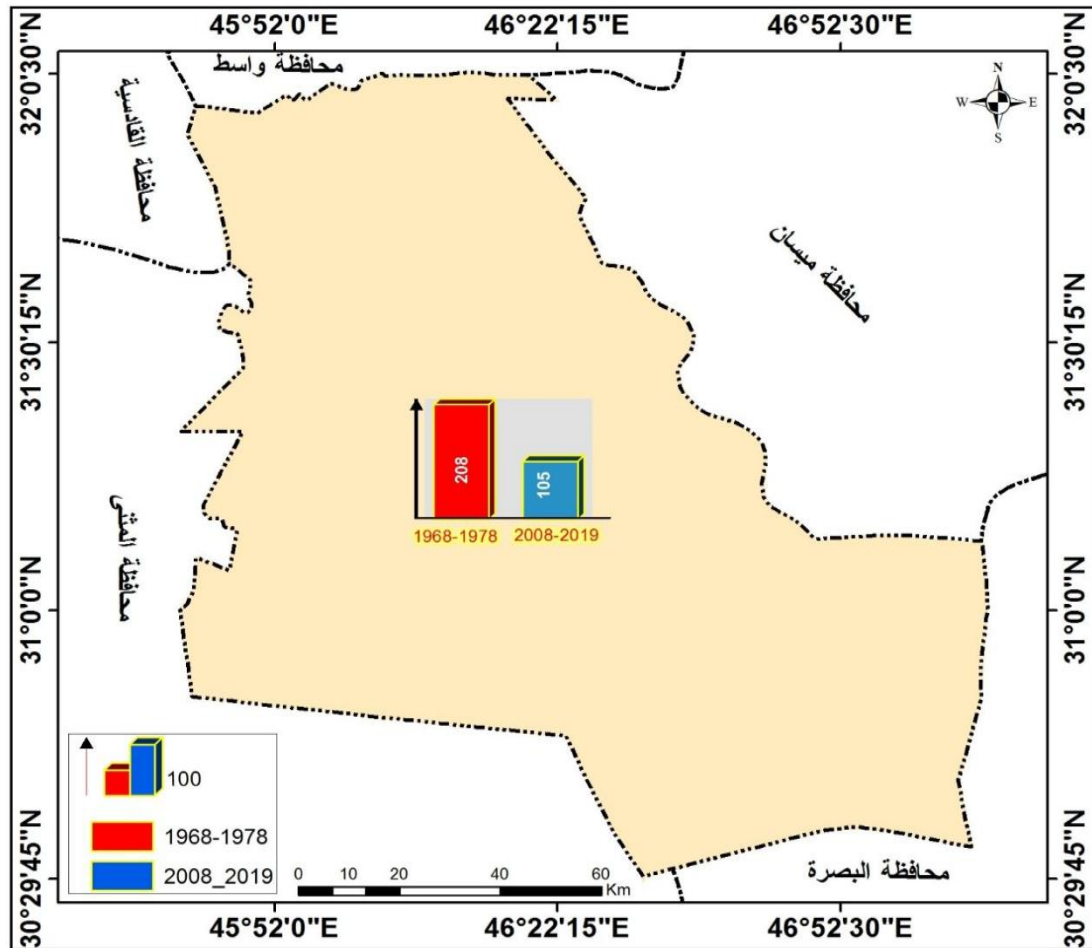 45°52'0"E
46°22'15"E
46°52'30"E
32°0'30"N
32°0'30"N
محافظة واسط
محافظة القادسية
N
W
E
S
محافظة ميسان
31°30'15"N
31°30'15"N
208
105
1968-1978
2008-2019
محافظة المثنى
31°0'0"N
31°0'0"N
100
1968-1978
2008_2019
0
10
20
40
60
Km
محافظة البصرة
30°29'45"N
30°29'45"N
45°52'0"E
46°22'15"E
46°52'30"E